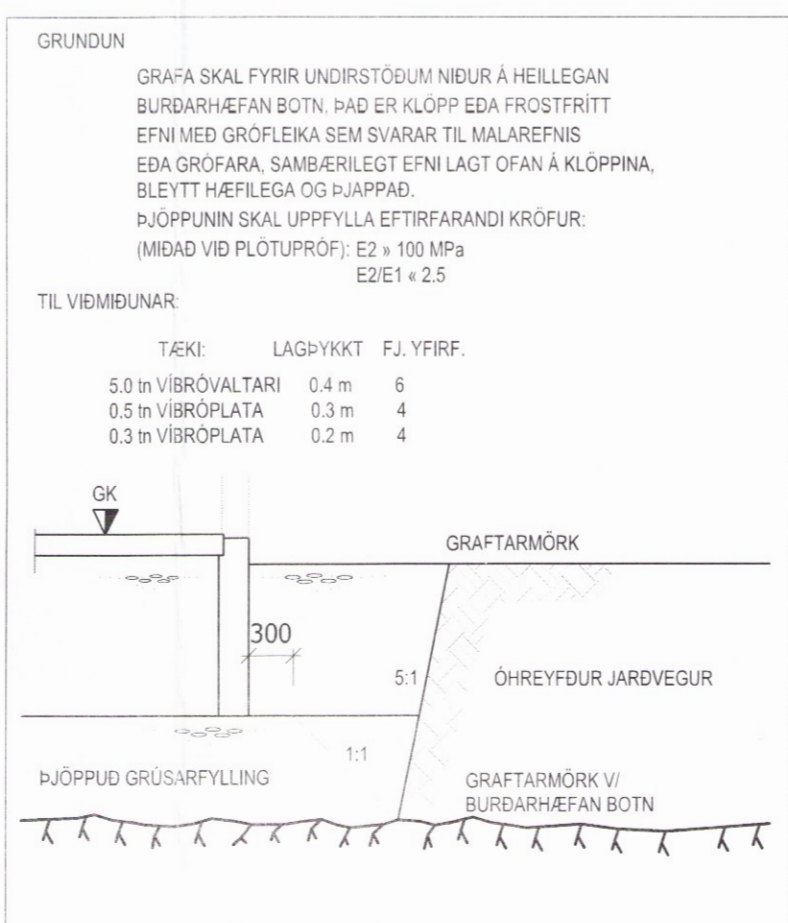 GRUNDUN
GRAFA SKAL FYRIR UNDIRSTÖÐUM NIÐUR Á HEILLEGAN
BURÐARHÆFAN BOTN, ÞAÐ ER KLÖPP EÐA FROSTFRÍTT
EFNI MEÐ GRÓFLEIKA SEM SVARAR TIL MALAREFNIS
EÐA GRÓFARA, SAMBÆRILEGT EFNI LAGT OFAN Á KLÖPPINA,
BLEYTT HÆFILEGA OG ÞJAPPAÐ.
ÞJÖPPUNIN SKAL UPPFYLLA EFTIRFARANDI KRÖFUR:
(MIÐAÐ VIÐ PLÖTUPRÓF): E2 » 100 MPa
E2/E1 « 2.5
TIL VIÐMIÐUNAR:
TÆKI: LAGÞYKKT FJ. YFIRF.
5.0 tn VÍBRÓVALTARI 0.4 m 6
0.5 tn VÍBRÓPLATA 0.3 m 4
0.3 tn VÍBRÓPLATA 0.2 m 4
GK
GRAFTARMÖRK
300
5:1 ÓHREYFÐUR JARÐVEGUR
1:1
ÞJÖPPUÐ GRÚSARFYLLING
GRAFTARMÖRK V/
BURÐARHÆFAN BOTN